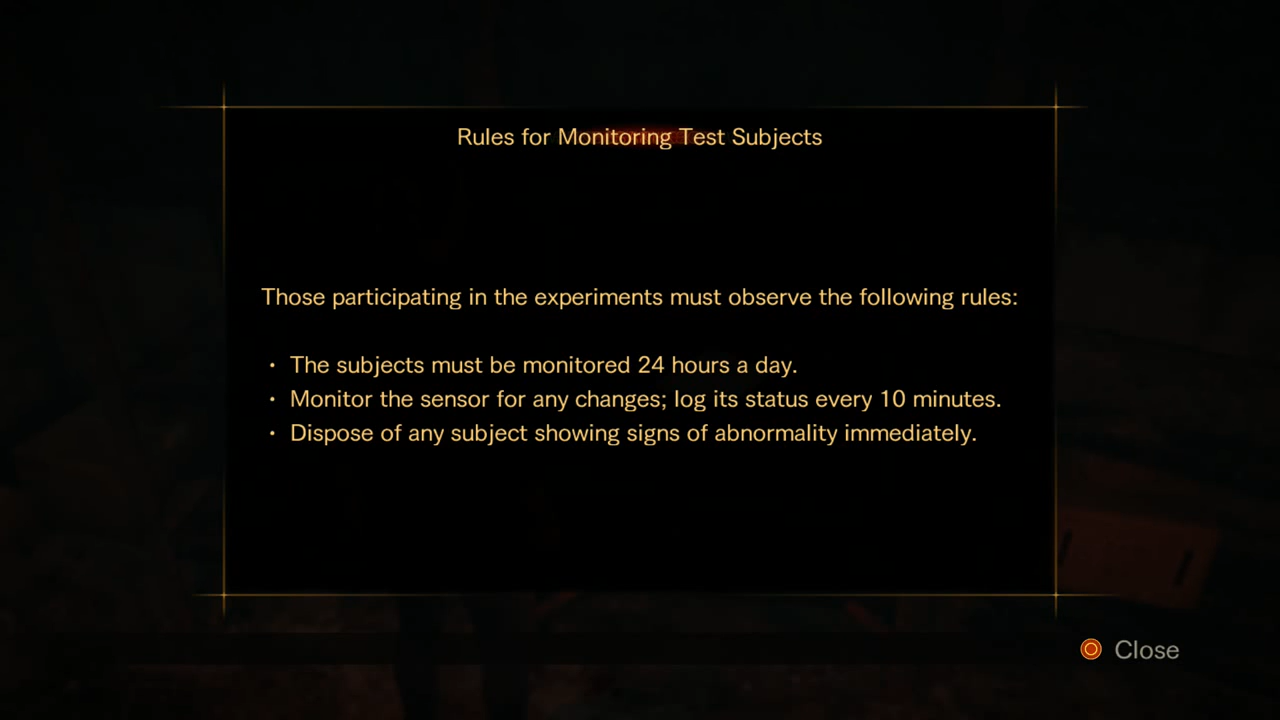 Rules for Monitoring Test Subjects
Those participating in the experiments must observe the following rules:
・ The subjects must be monitored 24 hours a day.
・ Monitor the sensor for any changes; log its status every 10 minutes.
・ Dispose of any subject showing signs of abnormality immediately.
Close